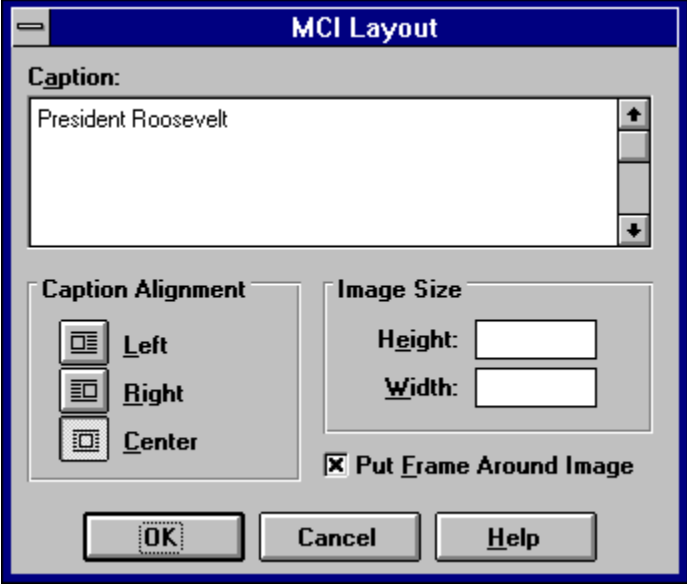 MCI Layout
Caption:
President Roosevelt
Caption Alignment
Left
Right
Center
Image Size
Height:
Width:
Put Frame Around Image
OK Cancel Help